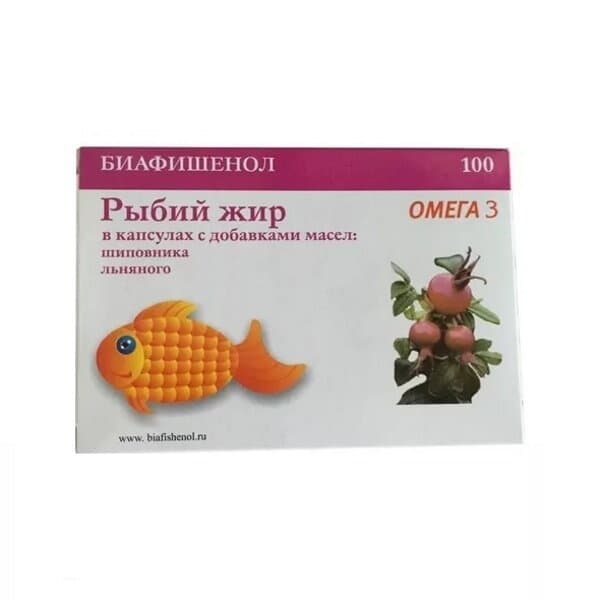 БИАФИШЕНОЛ 100
Рыбий жир ОМЕГА 3
в капсулах с добавками масел:
шиповника
льняного
www. biafishenol.ru